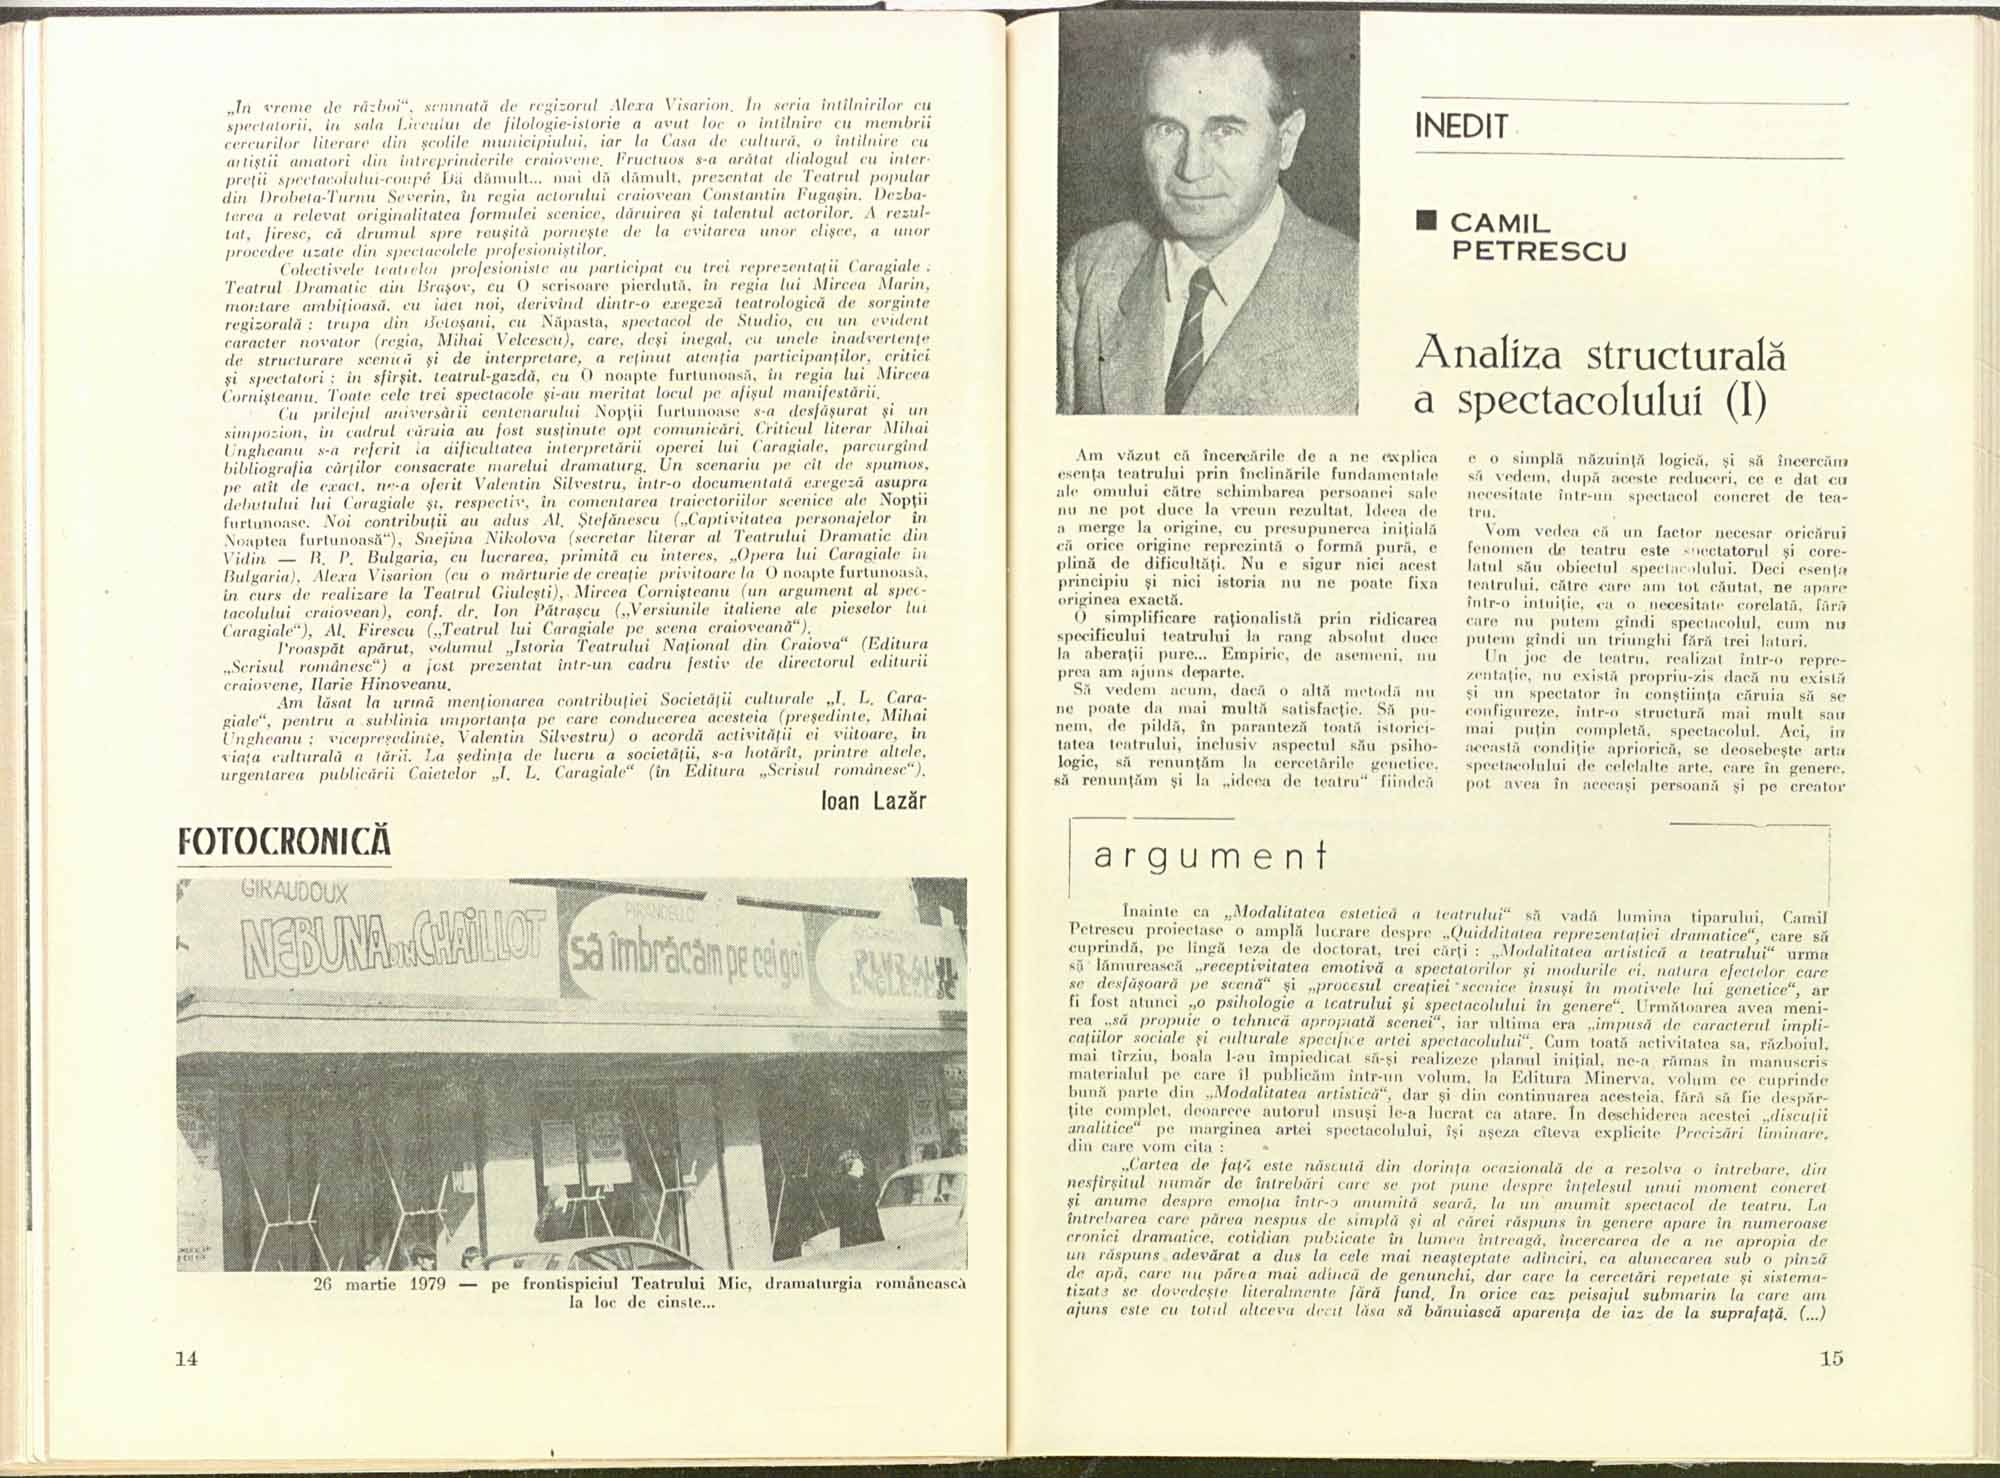 „In vreme de război“, semnată de regizorul Alexa Visarion. In seria întîlnirilor cu
spectatorii, în sala Liceului de filologie-istorie a avut loc o întîlnire cu membrii
cercurilor literare din școlile municipiului, iar la Casa de cultură, o întîlnire cu
artiștii amatori din întreprinderile craiovene. Fructuos s-a arătat dialogul cu inter-
preții spectacolului-coupé Dă dămult... mai dă dămult, prezentat de Teatrul popular
din Drobeta-Turnu Severin, în regia actorului craiovean Constantin Fugașin. Dezba-
terea a relevat originalitatea formulei scenice, dăruirea și talentul actorilor. A rezul-
tat, firesc, că drumul spre reușită pornește de la evitarea unor clișee, a unor
procedee uzate din spectacolele profesioniștilor.
Colectivele teatrelor profesioniste au participat cu trei reprezentații Caragiale :
Teatrul Dramatic din Brașov, cu O scrisoare pierdută, în regia lui Mircea Marin,
montare ambițioasă, cu idei noi, derivînd dintr-o exegeză teatrologică de sorginte
regizorală ; trupa din Botoșani, cu Năpasta, spectacol de Studio, cu un evident
caracter novator (regia, Mihai Velcescu), care, deși inegal, cu unele inadvertențe
de structurare scenică și de interpretare, a reținut atenția participanților, critici
și spectatori ; în sfîrșit, teatrul-gazdă, cu O noapte furtunoasă, în regia lui Mircea
Cornișteanu. Toate cele trei spectacole și-au meritat locul pe afișul manifestării.
Cu prilejul aniversării centenarului Nopții furtunoase s-a desfășurat și un
simpozion, în cadrul căruia au fost susținute opt comunicări. Criticul literar Mihai
Ungheanu s-a referit la dificultatea interpretării operei lui Caragiale, parcurgînd
bibliografia cărților consacrate marelui dramaturg. Un scenariu pe cît de spumos,
pe atît de exact, ne-a oferit Valentin Silvestru, într-o documentată exegeză asupra
debutului lui Caragiale și, respectiv, în comentarea traiectoriilor scenice ale Nopții
furtunoase. Noi contribuții au adus Al. Ștefănescu („Captivitatea personajelor în
Noaptea furtunoasă“), Snejina Nikolova (secretar literar al Teatrului Dramatic din
Vidin — R. P. Bulgaria, cu lucrarea, primită cu interes, „Opera lui Caragiale în
Bulgaria), Alexa Visarion (cu o mărturie de creație privitoare la O noapte furtunoasă,
în curs de realizare la Teatrul Giulești), Mircea Cornișteanu (un argument al spec-
tacolului craiovean), conf. dr. Ion Pătrașcu („Versiunile italiene ale pieselor lui
Caragiale“), Al. Firescu („Teatrul lui Caragiale pe scena craioveană“).
Proaspăt apărut, volumul „Istoria Teatrului Național din Craiova“ (Editura
„Scrisul românesc“) a fost prezentat într-un cadru festiv de directorul editurii
craiovene, Ilarie Hinoveanu.
Am lăsat la urmă menționarea contribuției Societății culturale „I. L. Cara-
giale“, pentru a sublinia importanța pe care conducerea acesteia (președinte, Mihai
Ungheanu ; vicepreședinte, Valentin Silvestru) o acordă activității ei viitoare, în
viața culturală a țării. La ședința de lucru a societății, s-a hotărît, printre altele,
urgentarea publicării Caietelor „I. L. Caragiale“ (în Editura „Scrisul românesc“).
Ioan Lazăr
FOTOCRONICĂ
GIRAUDOUX
NEBUNA DIN CHAILLOT
PIRANDELLO
să îmbrăcăm pe cei goi
26 martie 1979 — pe frontispiciul Teatrului Mic, dramaturgia românească
la loc de cinste...
14
INEDIT
■ CAMIL
PETRESCU
Analiza structurală
a spectacolului (I)
Am văzut că încercările de a ne explica
esența teatrului prin înclinările fundamentale
ale omului către schimbarea persoanei sale
nu ne pot duce la vreun rezultat. Ideea de
a merge la origine, cu presupunerea inițială
că orice origine reprezintă o formă pură, e
plină de dificultăți. Nu e sigur nici acest
principiu și nici istoria nu ne poate fixa
originea exactă.
O simplificare raționalistă prin ridicarea
specificului teatrului la rang absolut duce
la aberații pure... Empiric, de asemeni, nu
prea am ajuns departe.
Să vedem acum, dacă o altă metodă nu
ne poate da mai multă satisfacție. Să pu-
nem, de pildă, în paranteză toată istorici-
tatea teatrului, inclusiv aspectul său psiho-
logic, să renunțăm la cercetările genetice,
să renunțăm și la „ideea de teatru“ fiindcă
e o simplă năzuință logică, și să încercăm
să vedem, după aceste reduceri, ce e dat cu
necesitate într-un spectacol concret de tea-
tru.
Vom vedea că un factor necesar oricărui
fenomen de teatru este spectatorul și core-
latul său obiectul spectacolului. Deci esența
teatrului, către care am tot căutat, ne apare
într-o intuiție, ca o necesitate corelată, fără
care nu putem gîndi spectacolul, cum nu
putem gîndi un triunghi fără trei laturi.
Un joc de teatru, realizat într-o repre-
zentație, nu există propriu-zis dacă nu există
și un spectator în conștiința căruia să se
configureze, într-o structură mai mult sau
mai puțin completă, spectacolul. Aci, în
această condiție apriorică, se deosebește arta
spectacolului de celelalte arte, care în genere,
pot avea în aceeași persoană și pe creator
argument
Înainte ca „Modalitatea estetică a teatrului“ să vadă lumina tiparului, Camil
Petrescu proiectase o amplă lucrare despre „Quidditatea reprezentației dramatice“, care să
cuprindă, pe lîngă teza de doctorat, trei cărți : „Modalitatea artistică a teatrului“ urma
să lămurească „receptivitatea emotivă a spectatorilor și modurile ei, natura efectelor care
se desfășoară pe scenă“ și „procesul creației scenice însuși în motivele lui genetice“, ar
fi fost atunci „o psihologie a teatrului și spectacolului în genere“. Următoarea avea meni-
rea „să propuie o tehnică apropiată scenei“, iar ultima era „impusă de caracterul impli-
cațiilor sociale și culturale specifice artei spectacolului“. Cum toată activitatea sa, războiul,
mai tîrziu, boala l-au împiedicat să-și realizeze planul inițial, ne-a rămas în manuscris
materialul pe care îl publicăm într-un volum, la Editura Minerva, volum ce cuprinde
bună parte din „Modalitatea artistică“, dar și din continuarea acesteia, fără să fie despăr-
țite complet, deoarece autorul însuși le-a lucrat ca atare. În deschiderea acestei „discuții
analitice“ pe marginea artei spectacolului, își așeza cîteva explicite Precizări liminare,
din care vom cita :
„Cartea de față este născută din dorința ocazională de a rezolva o întrebare, din
nesfîrșitul număr de întrebări care se pot pune despre înțelesul unui moment concret
și anume despre emoția într-o anumită seară, la un anumit spectacol de teatru. La
întrebarea care părea nespus de simplă și al cărei răspuns în genere apare în numeroase
cronici dramatice, cotidian publicate în lumea întreagă, încercarea de a ne apropia de
un răspuns adevărat a dus la cele mai neașteptate adînciri, ca alunecarea sub o pînză
de apă, care nu părea mai adîncă de genunchi, dar care la cercetări repetate și sistema-
tizate se dovedește literalmente fără fund. În orice caz peisajul submarin la care am
ajuns este cu totul altceva decît lăsa să bănuiască aparența de iaz de la suprafață. (...)
15